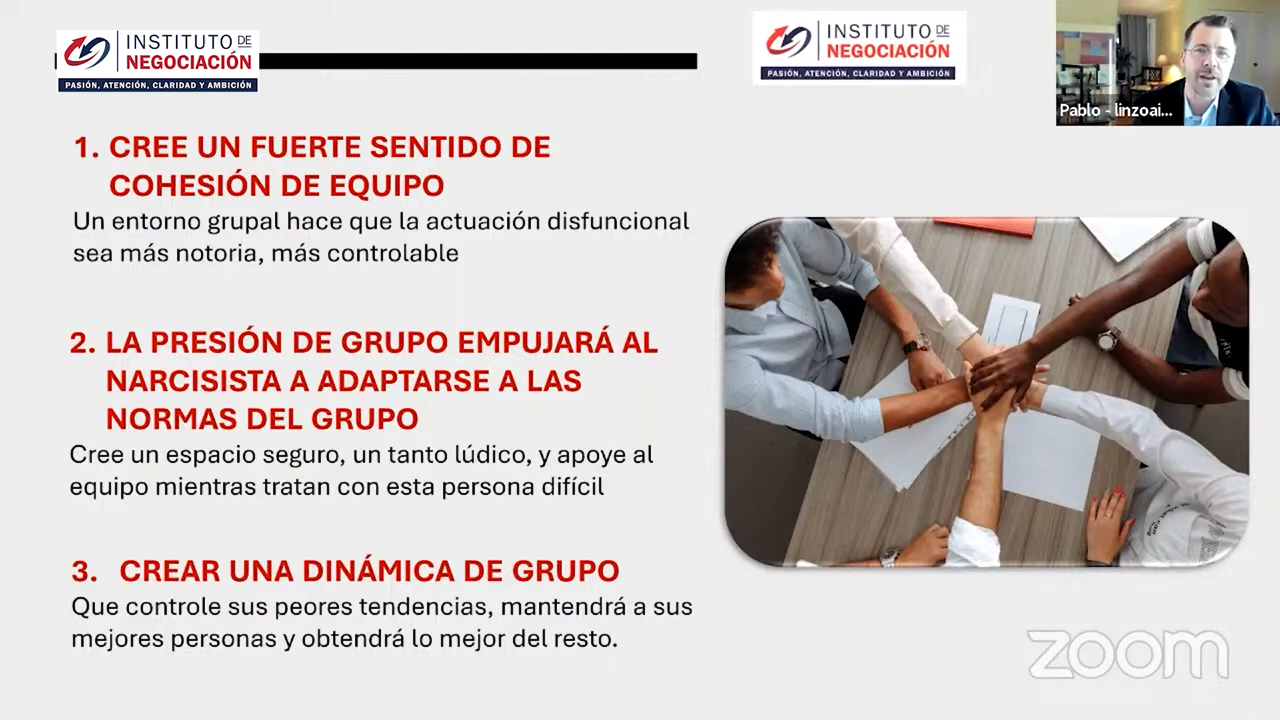 INSTITUTO DE
NEGOCIACIÓN
PASIÓN, ATENCIÓN, CLARIDAD Y AMBICIÓN
INSTITUTO DE
NEGOCIACIÓN
PASIÓN, ATENCIÓN, CLARIDAD Y AMBICIÓN
Pablo - linzoai...
1. CREE UN FUERTE SENTIDO DE
COHESIÓN DE EQUIPO
Un entorno grupal hace que la actuación disfuncional
sea más notoria, más controlable
2. LA PRESIÓN DE GRUPO EMPUJARÁ AL
NARCISISTA A ADAPTARSE A LAS
NORMAS DEL GRUPO
Cree un espacio seguro, un tanto lúdico, y apoye al
equipo mientras tratan con esta persona difícil
3. CREAR UNA DINÁMICA DE GRUPO
Que controle sus peores tendencias, mantendrá a sus
mejores personas y obtendrá lo mejor del resto.
zoom